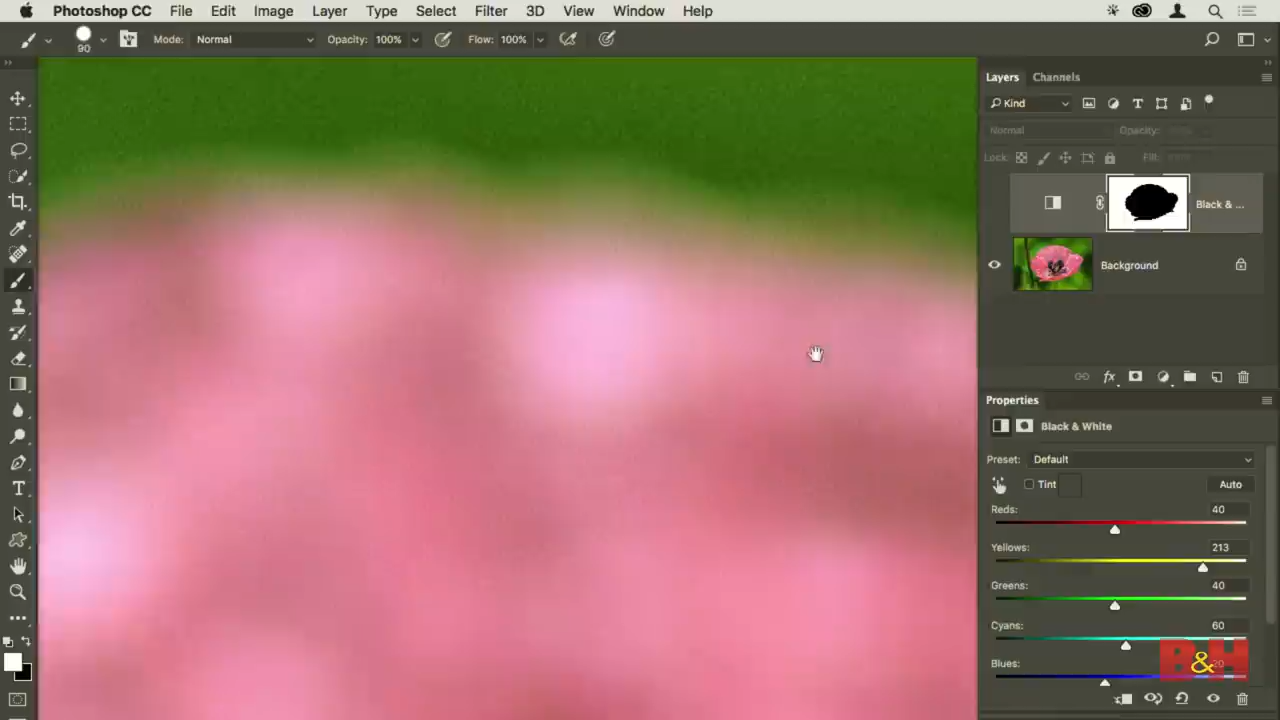 Photoshop CC File Edit Image Layer Type Select Filter 3D View Window Help
90 Mode: Normal Opacity: 100% Flow: 100%
Layers Channels
Kind
Normal Opacity:
Lock: Fill:
Black & ...
Background
Properties
Black & White
Preset: Default
Tint Auto
Reds: 40
Yellows: 213
Greens: 40
Cyans: 60
Blues: 20
B&H